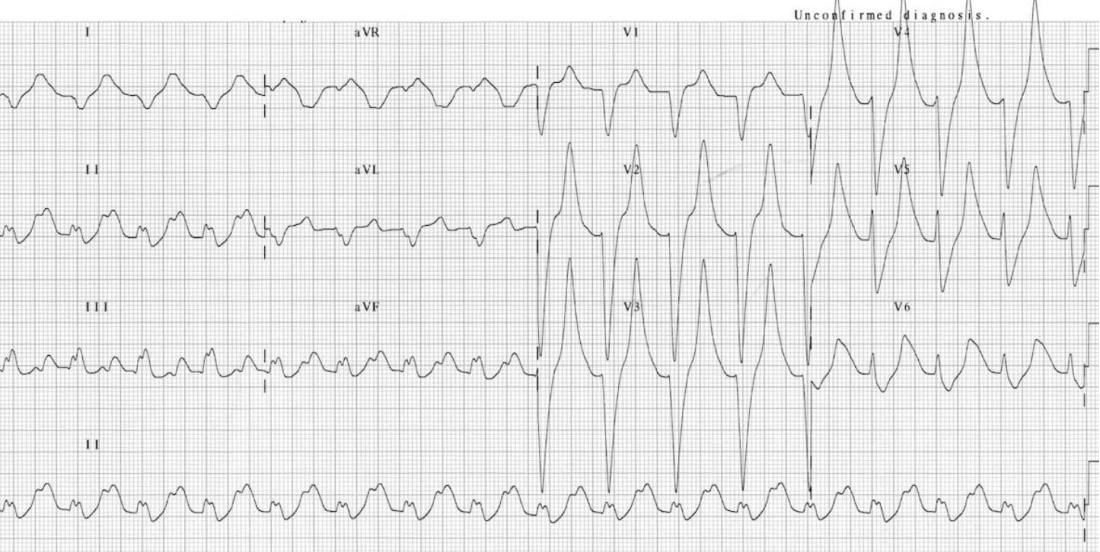 Unconfirmed diagnosis.
I aVR V1 V4
II aVL V2 V5
III aVF V3 V6
II